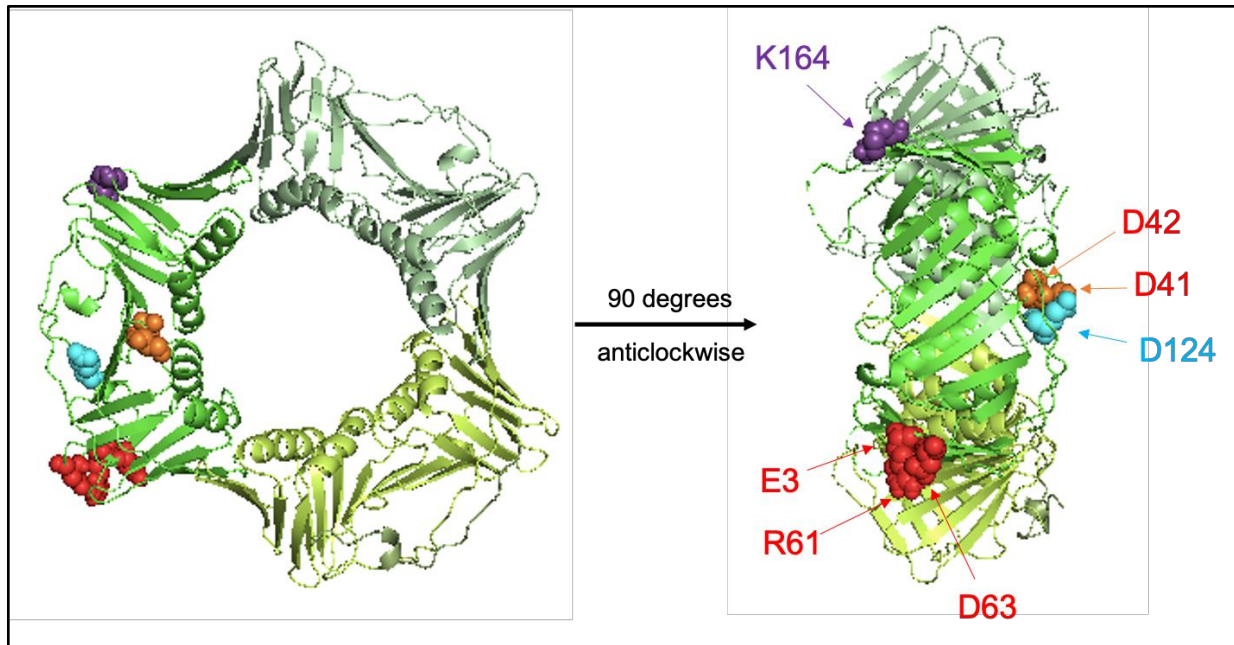 K164
D42
90 degrees
D41
anticlockwise
D124
E3
R61
D63